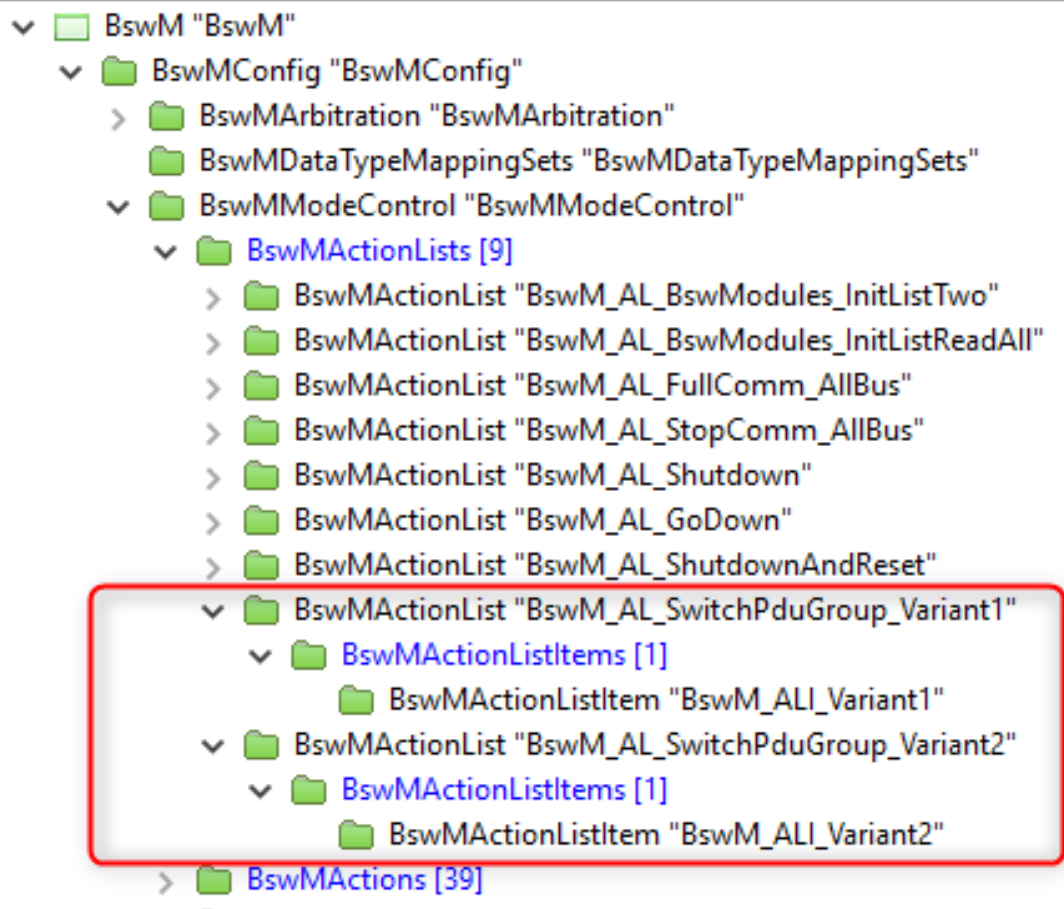 BswM "BswM"
BswMConfig "BswMConfig"
BswMArbitration "BswMArbitration"
BswMDataTypeMappingSets "BswMDataTypeMappingSets"
BswMModeControl "BswMModeControl"
BswMActionLists [9]
BswMActionList "BswM_AL_BswModules_InitListTwo"
BswMActionList "BswM_AL_BswModules_InitListReadAll"
BswMActionList "BswM_AL_FullComm_AllBus"
BswMActionList "BswM_AL_StopComm_AllBus"
BswMActionList "BswM_AL_Shutdown"
BswMActionList "BswM_AL_GoDown"
BswMActionList "BswM_AL_ShutdownAndReset"
BswMActionList "BswM_AL_SwitchPduGroup_Variant1"
BswMActionListItems [1]
BswMActionListItem "BswM_ALI_Variant1"
BswMActionList "BswM_AL_SwitchPduGroup_Variant2"
BswMActionListItems [1]
BswMActionListItem "BswM_ALI_Variant2"
BswMActions [39]